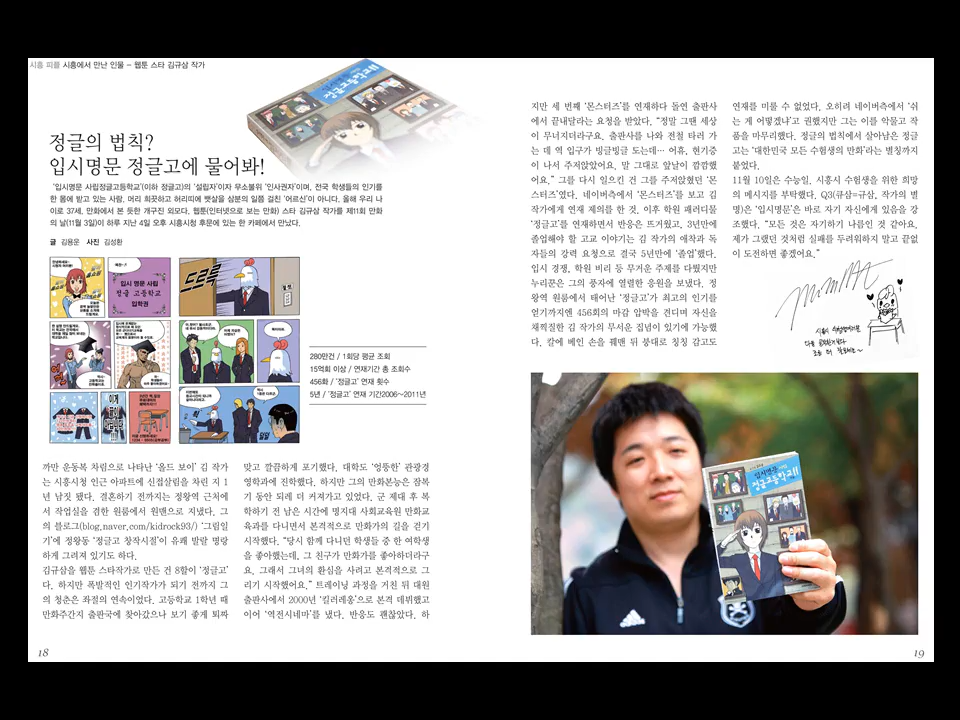 시흥 피플 시흥에서 만난 인물 – 웹툰 스타 김규삼 작가
정글의 법칙?
입시명문 정글고에 물어봐!
'입시명문 사립정글고등학교'(이하 정글고)의 '설립자'이자 무소불위 '인사권자'이며, 전국 학생들의 인기를
한 몸에 받고 있는 사람. 머리 희끗하고 허리띠에 뱃살을 심분의 일쯤 걸친 '어르신'이 아니다. 올해 우리 나
이로 37세. 만화에서 본 듯한 개구진 외모다. 웹툰(인터넷으로 보는 만화) 스타 김규삼 작가를 제11회 만화
의 날(11월 3일)이 하루 지난 4일 오후 시흥시청 후문에 있는 한 카페에서 만났다.
글 김용운 사진 김성환
입시 명문 사립
정글 고등학교
입학편
드르륵
280만건 / 1회당 평균 조회
15억회 이상 / 연재기간 총 조회수
456화 / '정글고' 연재 횟수
5년 / '정글고' 연재 기간2006~2011년
까만 운동복 차림으로 나타난 '올드 보이' 김 작가
는 시흥시청 인근 아파트에 신접살림을 차린 지 1
년 남짓 됐다. 결혼하기 전까지는 정왕역 근처에
서 작업실을 겸한 원룸에서 원맨으로 지냈다. 그
의 블로그(blog.naver.com/kidrock93/) '그림일
기'에 정왕동 '정글고 창작시절'이 유쾌 발랄 명랑
하게 그려져 있기도 하다.
김규삼을 웹툰 스타작가로 만든 건 8할이 '정글고'
다. 하지만 폭발적인 인기작가가 되기 전까지 그
의 청춘은 좌절의 연속이었다. 고등학교 1학년 때
만화주간지 출판국에 찾아갔으나 보기 좋게 퇴짜
맞고 깔끔하게 포기했다. 대학도 '엉뚱한' 관광경
영학과에 진학했다. 하지만 그의 만화본능은 잠복
기 동안 되레 더 커져가고 있었다. 군 제대 후 복
학하기 전 남은 시간에 명지대 사회교육원 만화교
육과를 다니면서 본격적으로 만화가의 길을 걷기
시작했다. "당시 함께 다니던 학생들 중 한 여학생
을 좋아했는데, 그 친구가 만화가를 좋아하더라구
요. 그래서 그녀의 환심을 사려고 본격적으로 그
리기 시작했어요." 트레이닝 과정을 거친 뒤 대원
출판사에서 2000년 '킬러레옹'으로 본격 데뷔했고
이어 '역전시네마'를 냈다. 반응도 괜찮았다. 하
18
지만 세 번째 '몬스터즈'를 연재하다 돌연 출판사
에서 끝내달라는 요청을 받았다. "정말 그땐 세상
이 무너지더라구요. 출판사를 나와 전철 타러 가
는 데 역 입구가 빙글빙글 도는데… 어휴, 현기증
이 나서 주저앉았어요. 말 그대로 앞날이 깜깜했
어요." 그를 다시 일으킨 건 그를 주저앉혔던 '몬
스터즈'였다. 네이버측에서 '몬스터즈'를 보고 김
작가에게 연재 제의를 한 것. 이후 학원 패러디물
'정글고'를 연재하면서 반응은 뜨거웠고, 3년만에
졸업해야 할 고교 이야기는 김 작가의 애착과 독
자들의 강력 요청으로 결국 5년만에 '졸업'했다.
입시 경쟁, 학원 비리 등 무거운 주제를 다뤘지만
누리꾼은 그의 풍자에 열렬한 응원을 보냈다. 정
왕역 원룸에서 태어난 '정글고'가 최고의 인기를
얻기까지엔 456회의 마감 압박을 견디며 자신을
채찍질한 김 작가의 무서운 집념이 있기에 가능했
다. 칼에 베인 손을 꿰맨 뒤 붕대로 칭칭 감고도
연재를 미룰 수 없었다. 오히려 네이버측에서 '쉬
는 게 어떻겠냐'고 권했지만 그는 이를 악물고 작
품을 마무리했다. 정글의 법칙에서 살아남은 정글
고는 '대한민국 모든 수험생의 만화'라는 별칭까지
붙었다.
11월 10일은 수능일. 시흥시 수험생을 위한 희망
의 메시지를 부탁했다. Q3(규삼=규삼, 작가의 별
명)은 '입시명문'은 바로 자기 자신에게 있음을 강
조했다. "모든 것은 자기하기 나름인 것 같아요.
제가 그랬던 것처럼 실패를 두려워하지 말고 끝없
이 도전하면 좋겠어요."
입시명문
정글고등학교!!
adidas
19